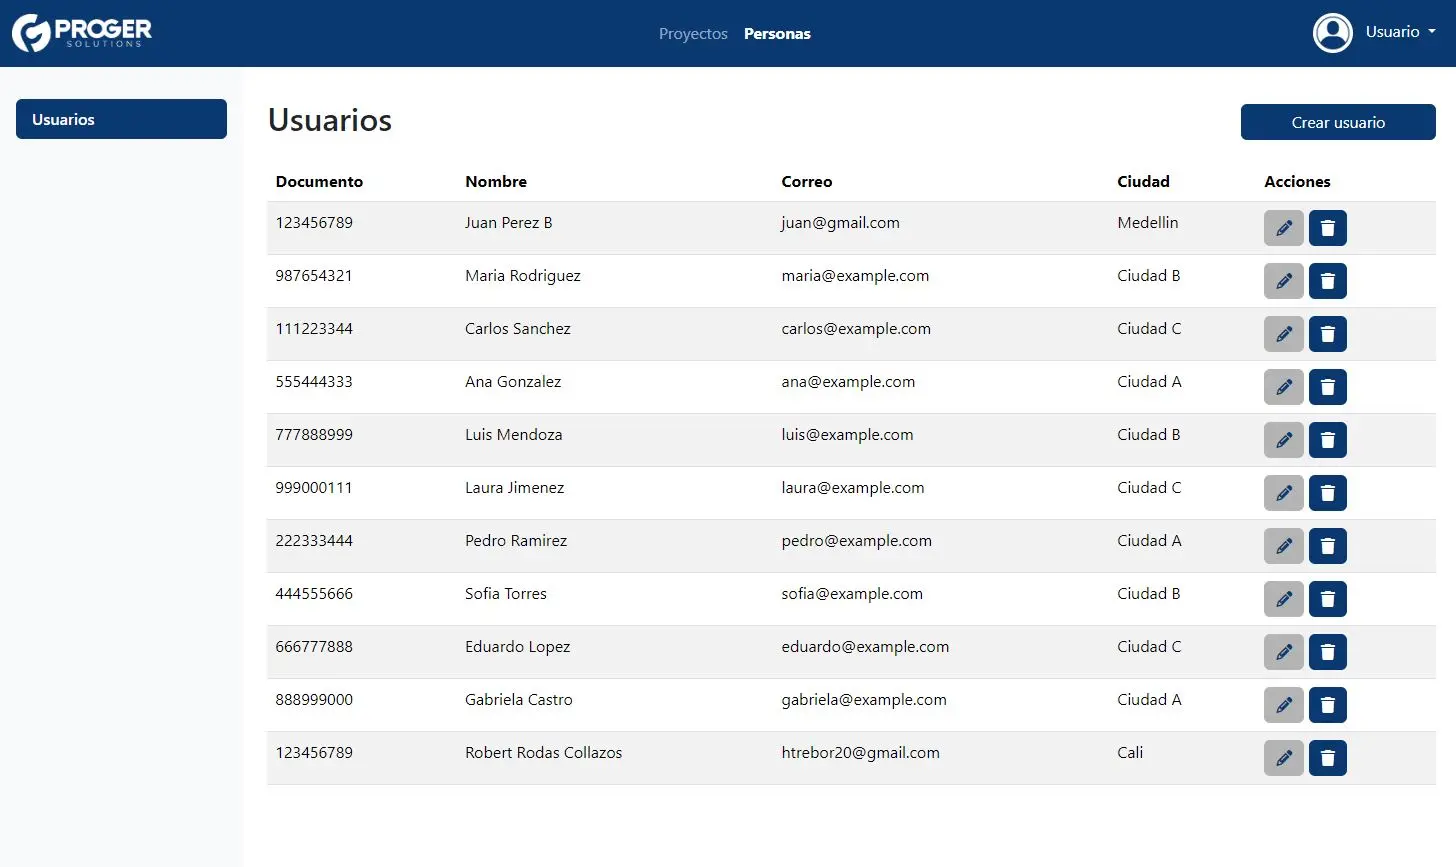 PROGER
SOLUTIONS
Proyectos Personas
Usuario
Usuarios
Usuarios
Crear usuario
Documento Nombre Correo Ciudad Acciones
123456789 Juan Perez B juan@gmail.com Medellin
987654321 Maria Rodriguez maria@example.com Ciudad B
111223344 Carlos Sanchez carlos@example.com Ciudad C
555444333 Ana Gonzalez ana@example.com Ciudad A
777888999 Luis Mendoza luis@example.com Ciudad B
999000111 Laura Jimenez laura@example.com Ciudad C
222333444 Pedro Ramirez pedro@example.com Ciudad A
444555666 Sofia Torres sofia@example.com Ciudad B
666777888 Eduardo Lopez eduardo@example.com Ciudad C
888999000 Gabriela Castro gabriela@example.com Ciudad A
123456789 Robert Rodas Collazos htrebor20@gmail.com Cali